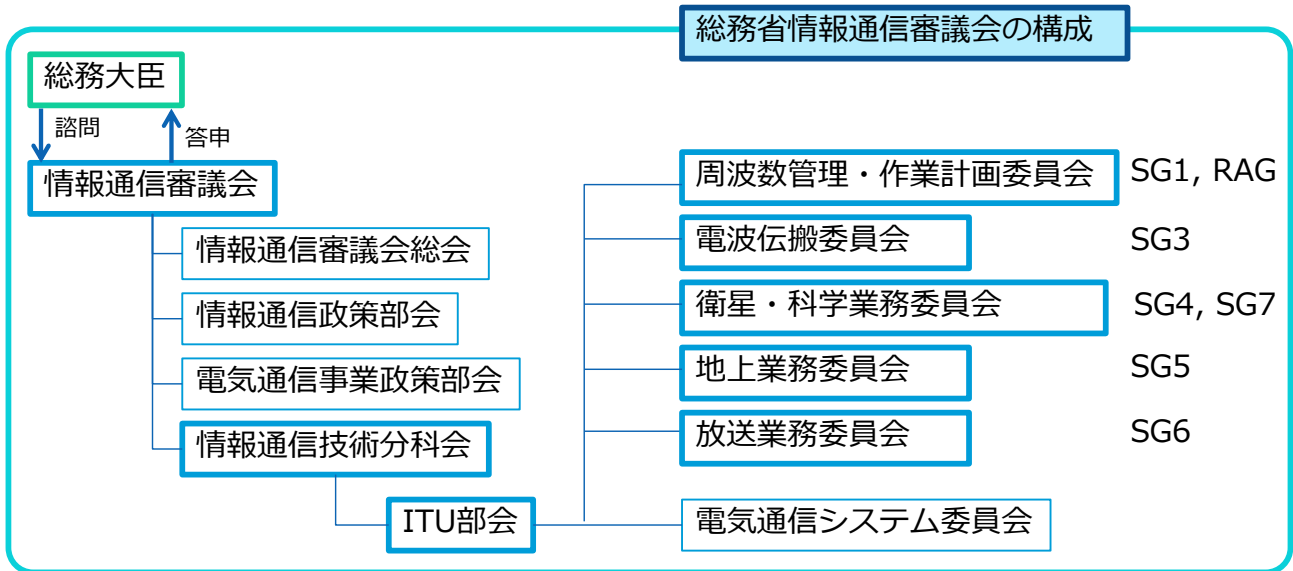 総務省情報通信審議会の構成
総務大臣
諮問
答申
情報通信審議会
情報通信審議会総会
情報通信政策部会
電気通信事業政策部会
情報通信技術分科会
ITU部会
周波数管理・作業計画委員会 SG1, RAG
電波伝搬委員会 SG3
衛星・科学業務委員会 SG4, SG7
地上業務委員会 SG5
放送業務委員会 SG6
電気通信システム委員会